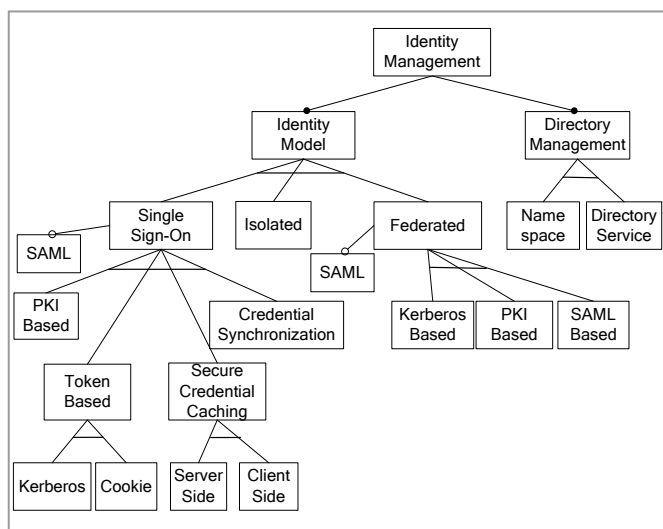 Identity
Management
Identity
Model
Directory
Management
Single
Sign-On
Isolated
Federated
Name
space
Directory
Service
SAML
SAML
PKI
Based
Credential
Synchronization
Kerberos
Based
PKI
Based
SAML
Based
Token
Based
Secure
Credential
Caching
Kerberos
Cookie
Server
Side
Client
Side